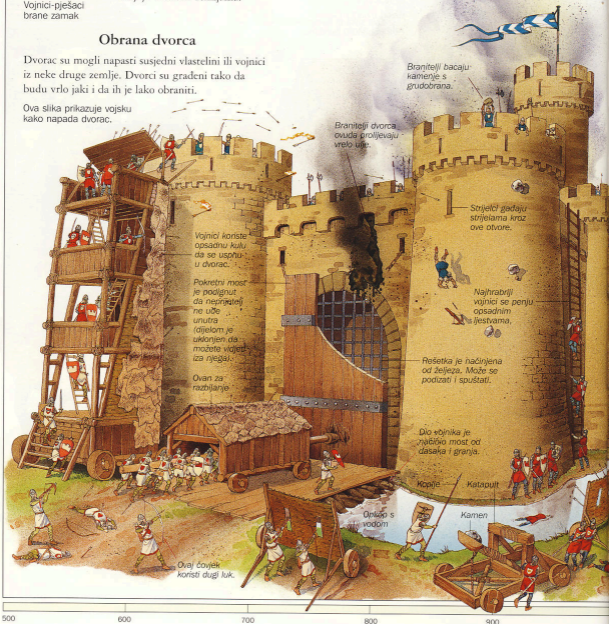 Vojnici-pješaci
brane zamak
Obrana dvorca
Dvorac su mogli napasti susjedni vlastelini ili vojnici
iz neke druge zemlje. Dvorci su građeni tako da
budu vrlo jaki i da ih je lako obraniti.
Ova slika prikazuje vojsku
kako napada dvorac.
Branitelji bacaju
kamenje s
grudobrana.
Branitelji dvorca
ovuda prolijevaju
vrelo ulje.
Strijelci gađaju
strijelama kroz
ove otvore.
Vojnici koriste
opsadnu kulu
da se uspnu
u dvorac.
Pokretni most
je podignut
da neprijatelj
ne uđe
unutra
(dijelom je
uklonjen da
možete vidjeti
iza njega).
Ovan za
razbijanje
Najhrabriji
vojnici se penju
opsadnim
ljestvama.
Rešetka je načinjena
od željeza. Može se
podizati i spuštati.
Dio vojnika je
načinio most od
dasaka i granja.
Koplje
Katapult
Opkop s
vodom
Kamen
Ovaj čovjek
koristi dugi luk.
500
600
700
800
900